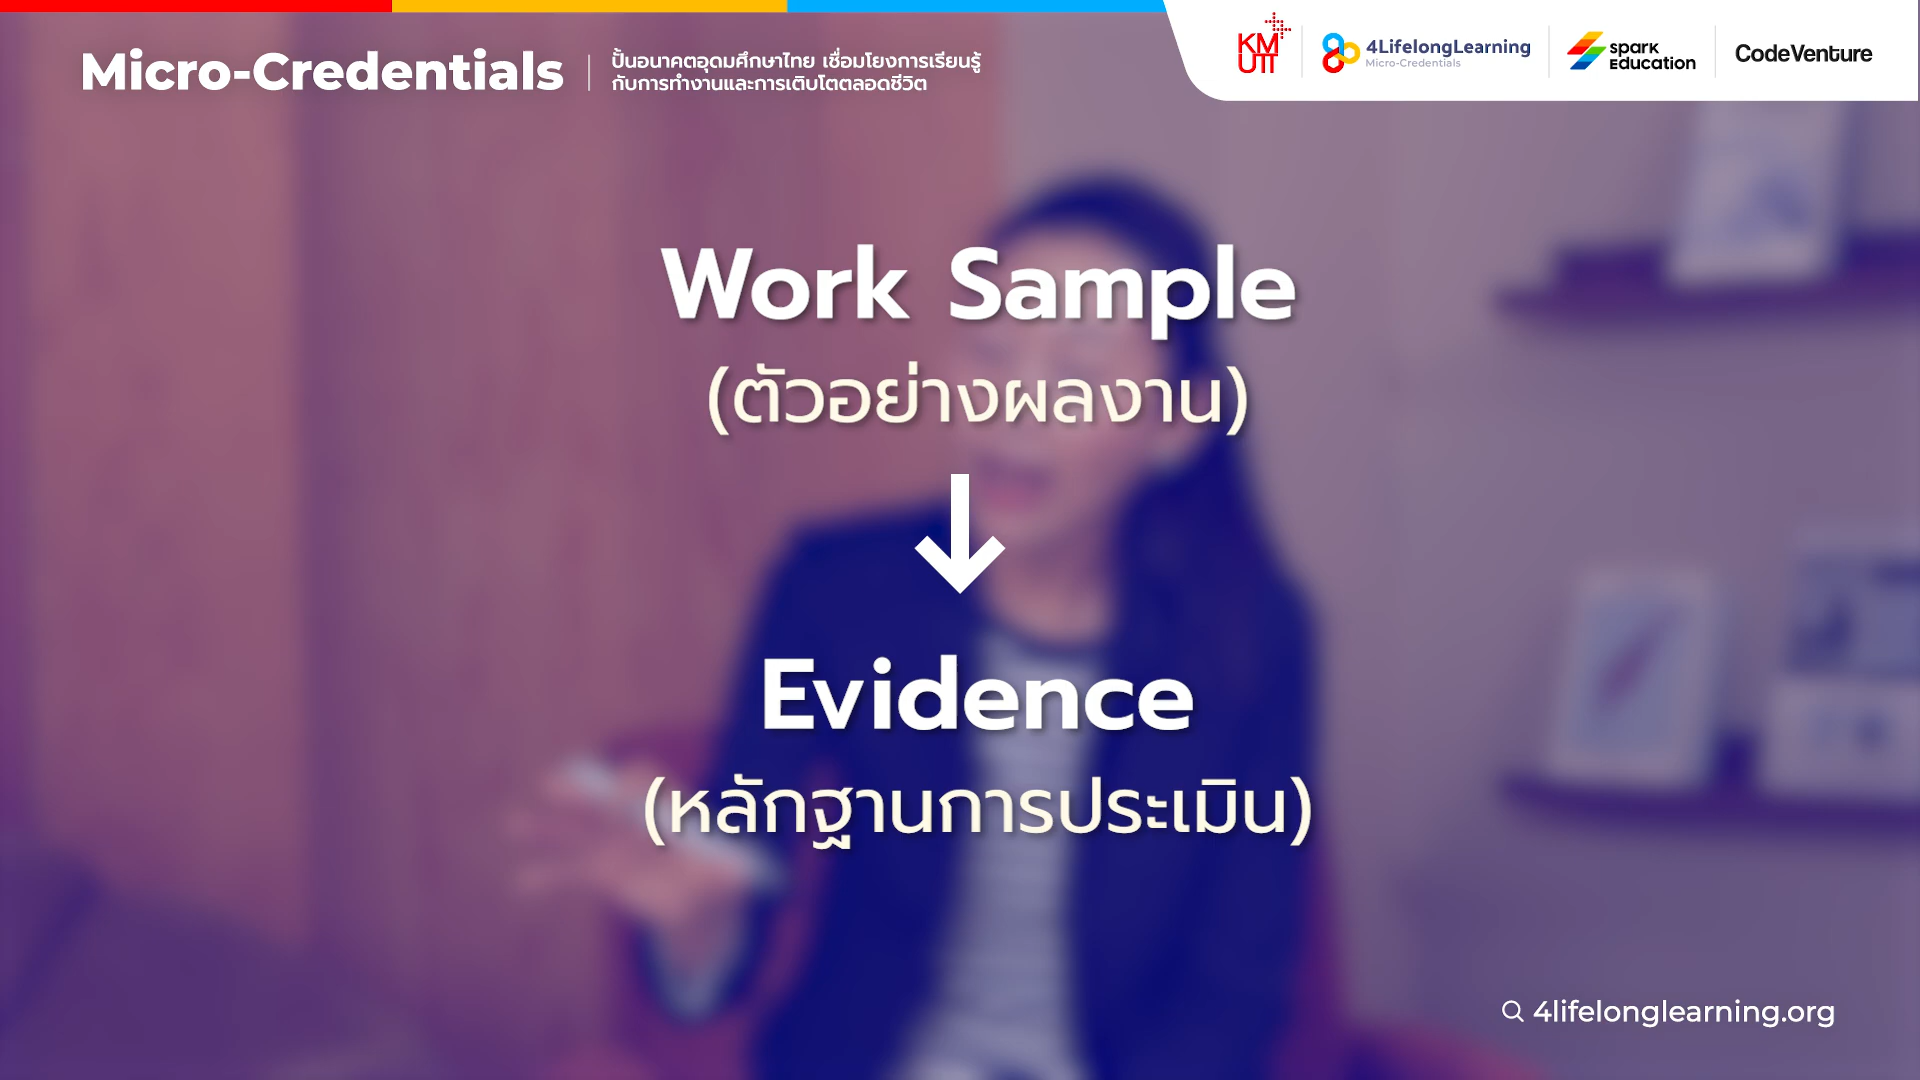 Micro-Credentials
ปั้นอนาคตอุดมศึกษาไทย เชื่อมโยงการเรียนรู้
กับการทำงานและการเติบโตตลอดชีวิต
KMUTT
4LifelongLearning
Micro-Credentials
spark
Education
CodeVenture
Work Sample
(ตัวอย่างผลงาน)
Evidence
(หลักฐานการประเมิน)
4lifelonglearning.org